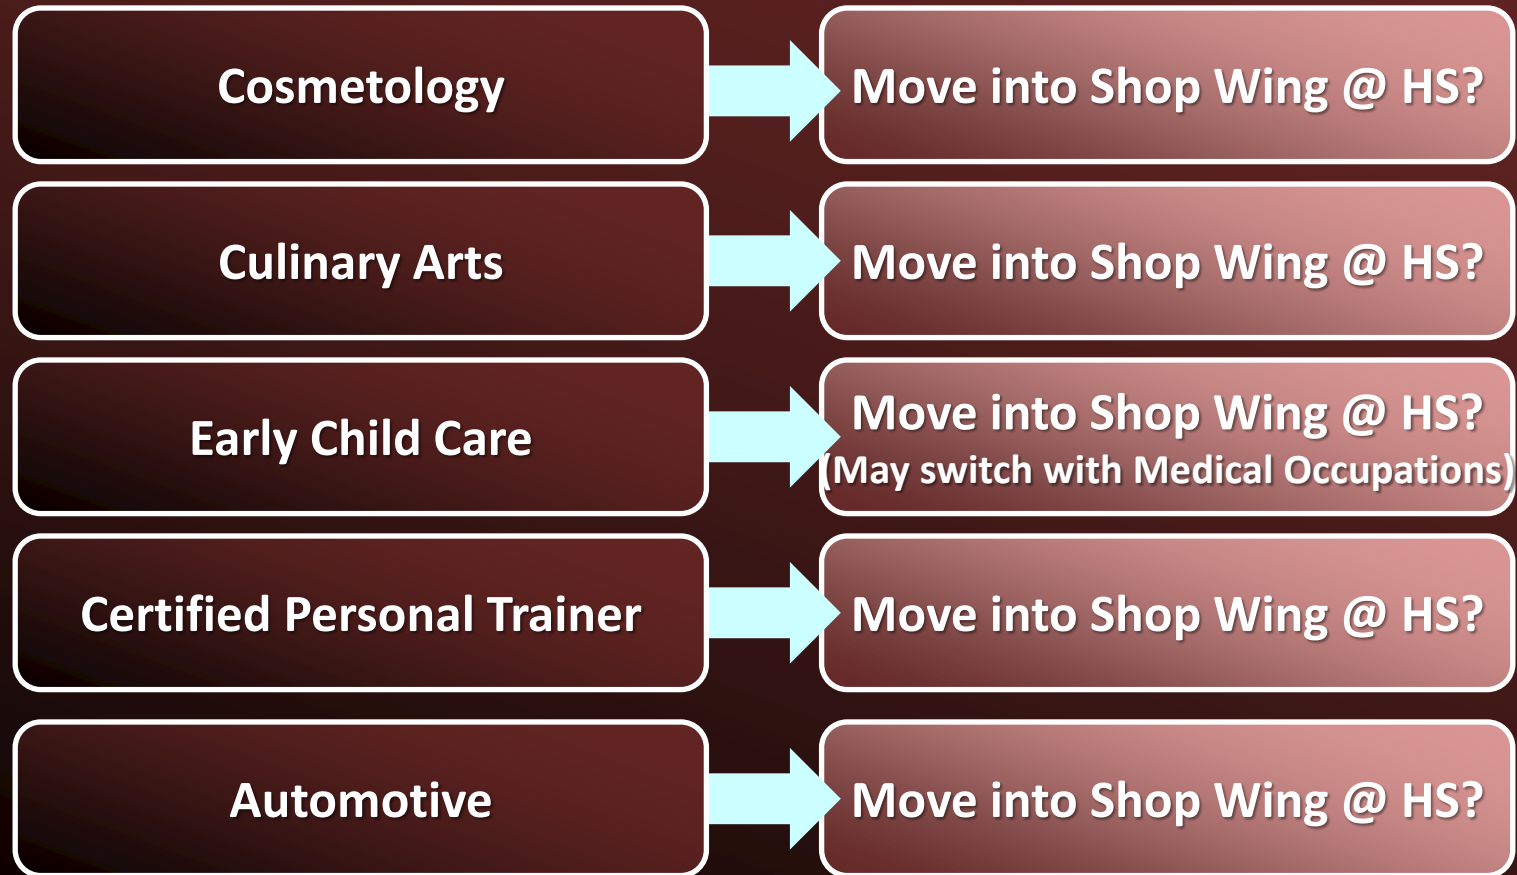 Cosmetology
Move into Shop Wing @ HS?
Culinary Arts
Move into Shop Wing @ HS?
Early Child Care
Move into Shop Wing @ HS?
(May switch with Medical Occupations)
Certified Personal Trainer
Move into Shop Wing @ HS?
Automotive
Move into Shop Wing @ HS?